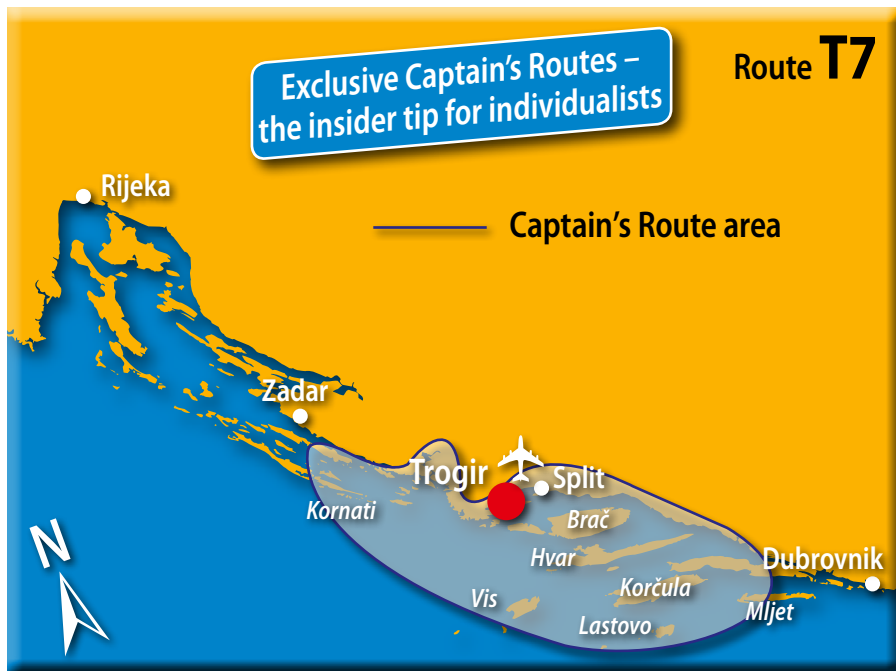 Exclusive Captain's Routes –
the insider tip for individualists
Route T7
Rijeka
Captain's Route area
Zadar
Trogir
Split
Kornati
Brač
Hvar
Dubrovnik
Korčula
Vis
Mljet
Lastovo
N